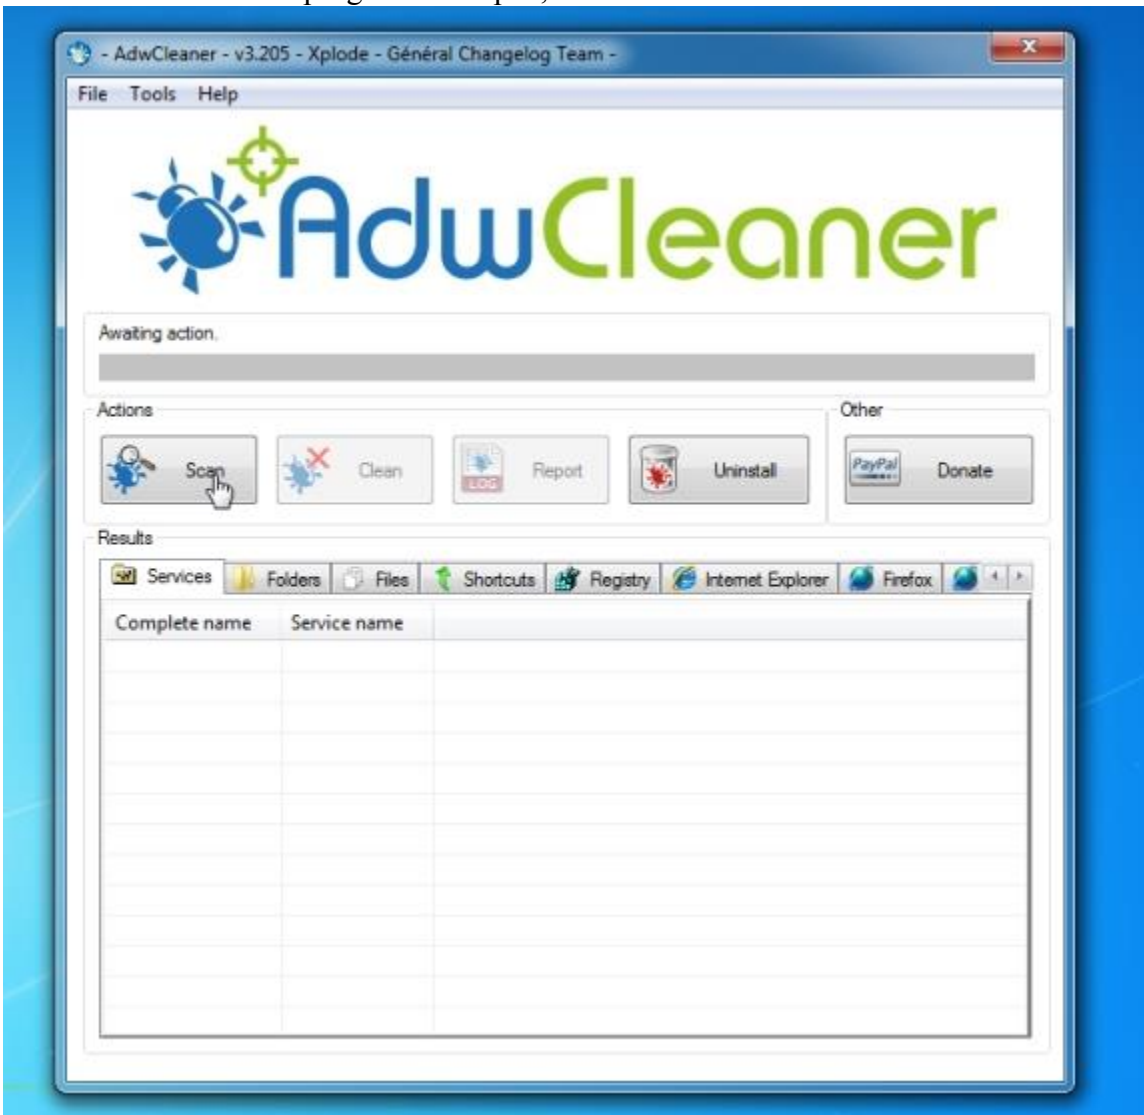 - AdwCleaner - v3.205 - Xplode - Général Changelog Team -
File Tools Help
AdwCleaner
Awaiting action.
Actions
Other
Scan Clean Report Uninstall Donate
LOG PayPal
Results
Services Folders Files Shortcuts Registry Internet Explorer Firefox
Complete name Service name